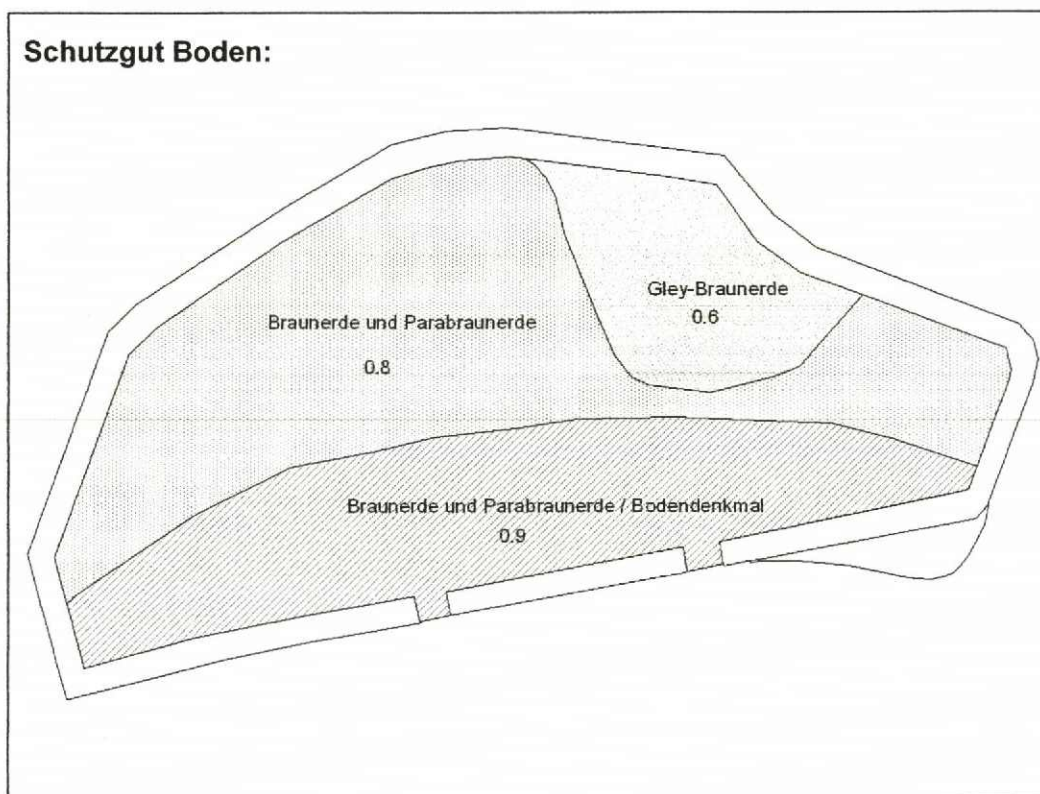 Schutzgut Boden:
Gley-Braunerde
0.6
Braunerde und Parabraunerde
0.8
Braunerde und Parabraunerde / Bodendenkmal
0.9